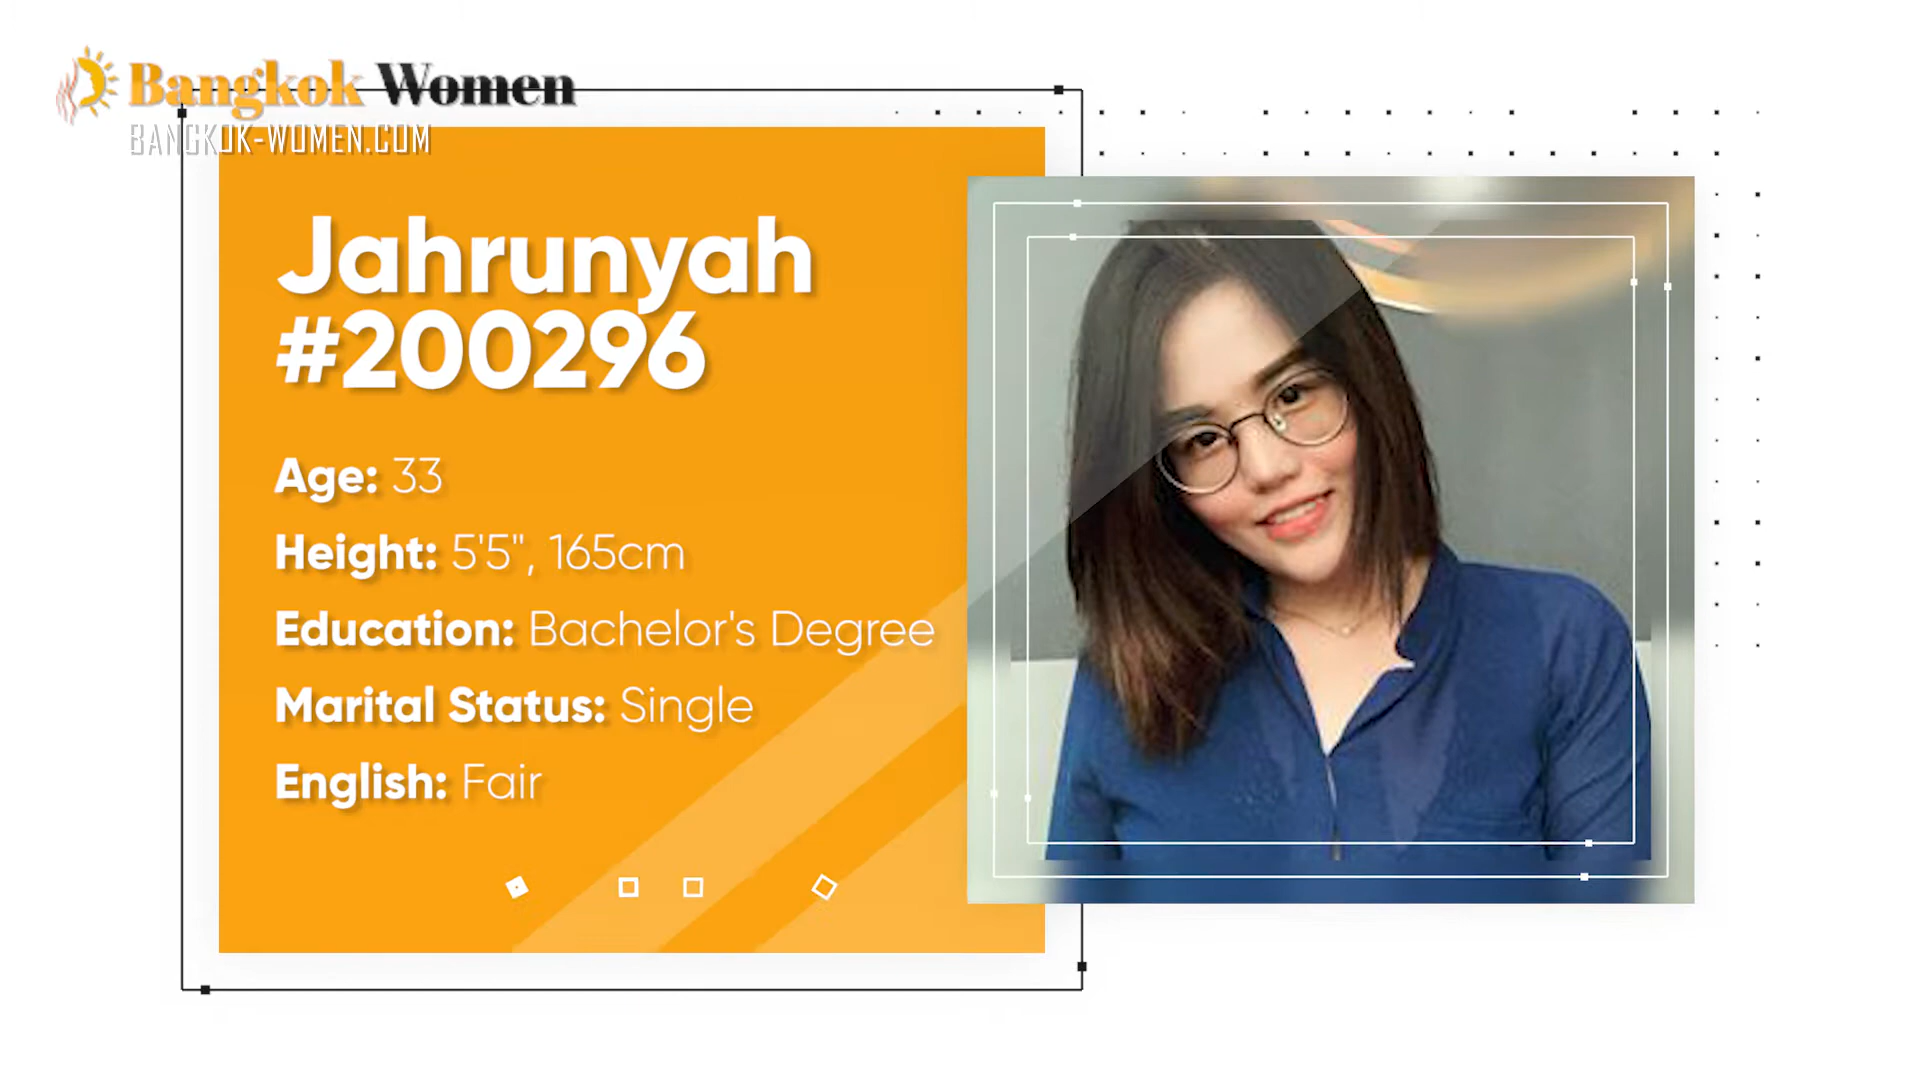 Bangkok Women
BANGKOK-WOMEN.COM
Jahrunyah
#200296
Age: 33
Height: 5'5", 165cm
Education: Bachelor's Degree
Marital Status: Single
English: Fair